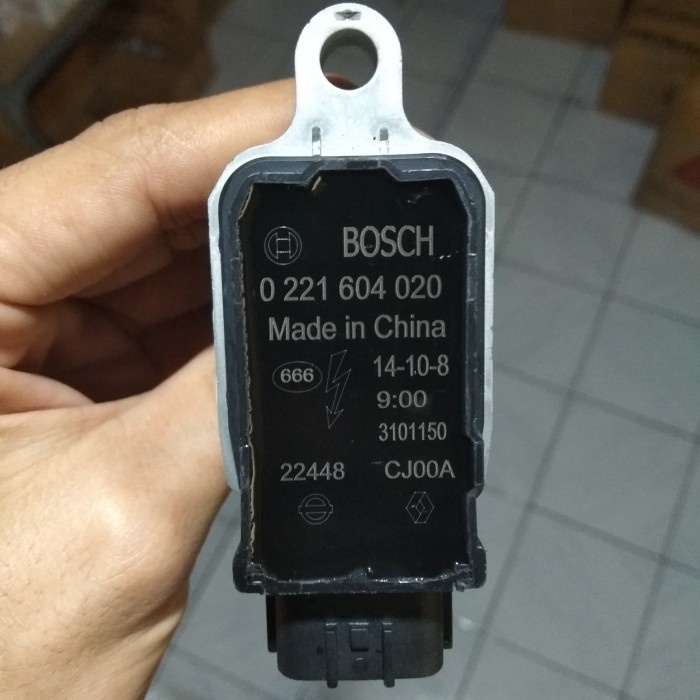 BOSCH
0 221 604 020
Made in China
666 14-10-8
9:00
3101150
22448 CJ00A